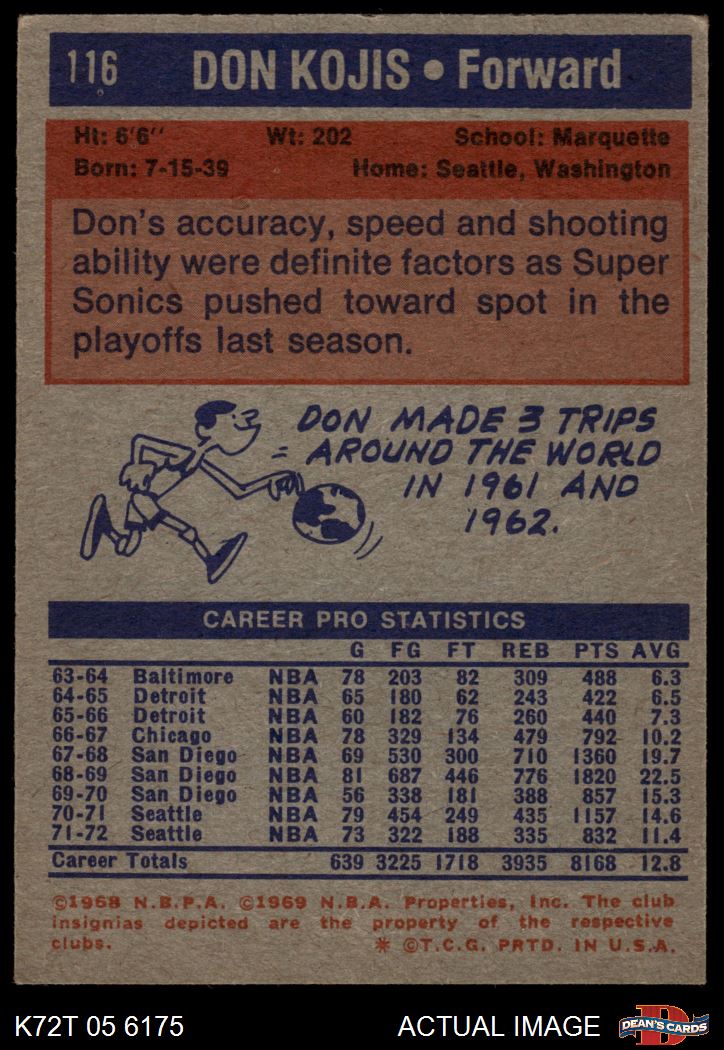 116 DON KOJIS • Forward
Ht: 6'6" Wt: 202 School: Marquette
Born: 7-15-39 Home: Seattle, Washington
Don's accuracy, speed and shooting
ability were definite factors as Super
Sonics pushed toward spot in the
playoffs last season.
DON MADE 3 TRIPS
AROUND THE WORLD
IN 1961 AND
1962.
CAREER PRO STATISTICS
G FG FT REB PTS AVG
63-64 Baltimore NBA 78 203 82 309 488 6.3
64-65 Detroit NBA 65 180 62 243 422 6.5
65-66 Detroit NBA 60 182 76 260 440 7.3
66-67 Chicago NBA 78 329 134 479 792 10.2
67-68 San Diego NBA 69 530 300 710 1360 19.7
68-69 San Diego NBA 81 687 446 776 1820 22.5
69-70 San Diego NBA 56 338 181 388 857 15.3
70-71 Seattle NBA 79 454 249 435 1157 14.6
71-72 Seattle NBA 73 322 188 335 832 11.4
Career Totals 639 3225 1718 3935 8168 12.8
©1968 N.B.P.A. ©1969 N.B.A. Properties, Inc. The club
insignias depicted are the property of the respective
clubs. * ©T.C.G. PRTD. IN U.S.A.
K72T 05 6175 ACTUAL IMAGE D DEAN'S CARDS